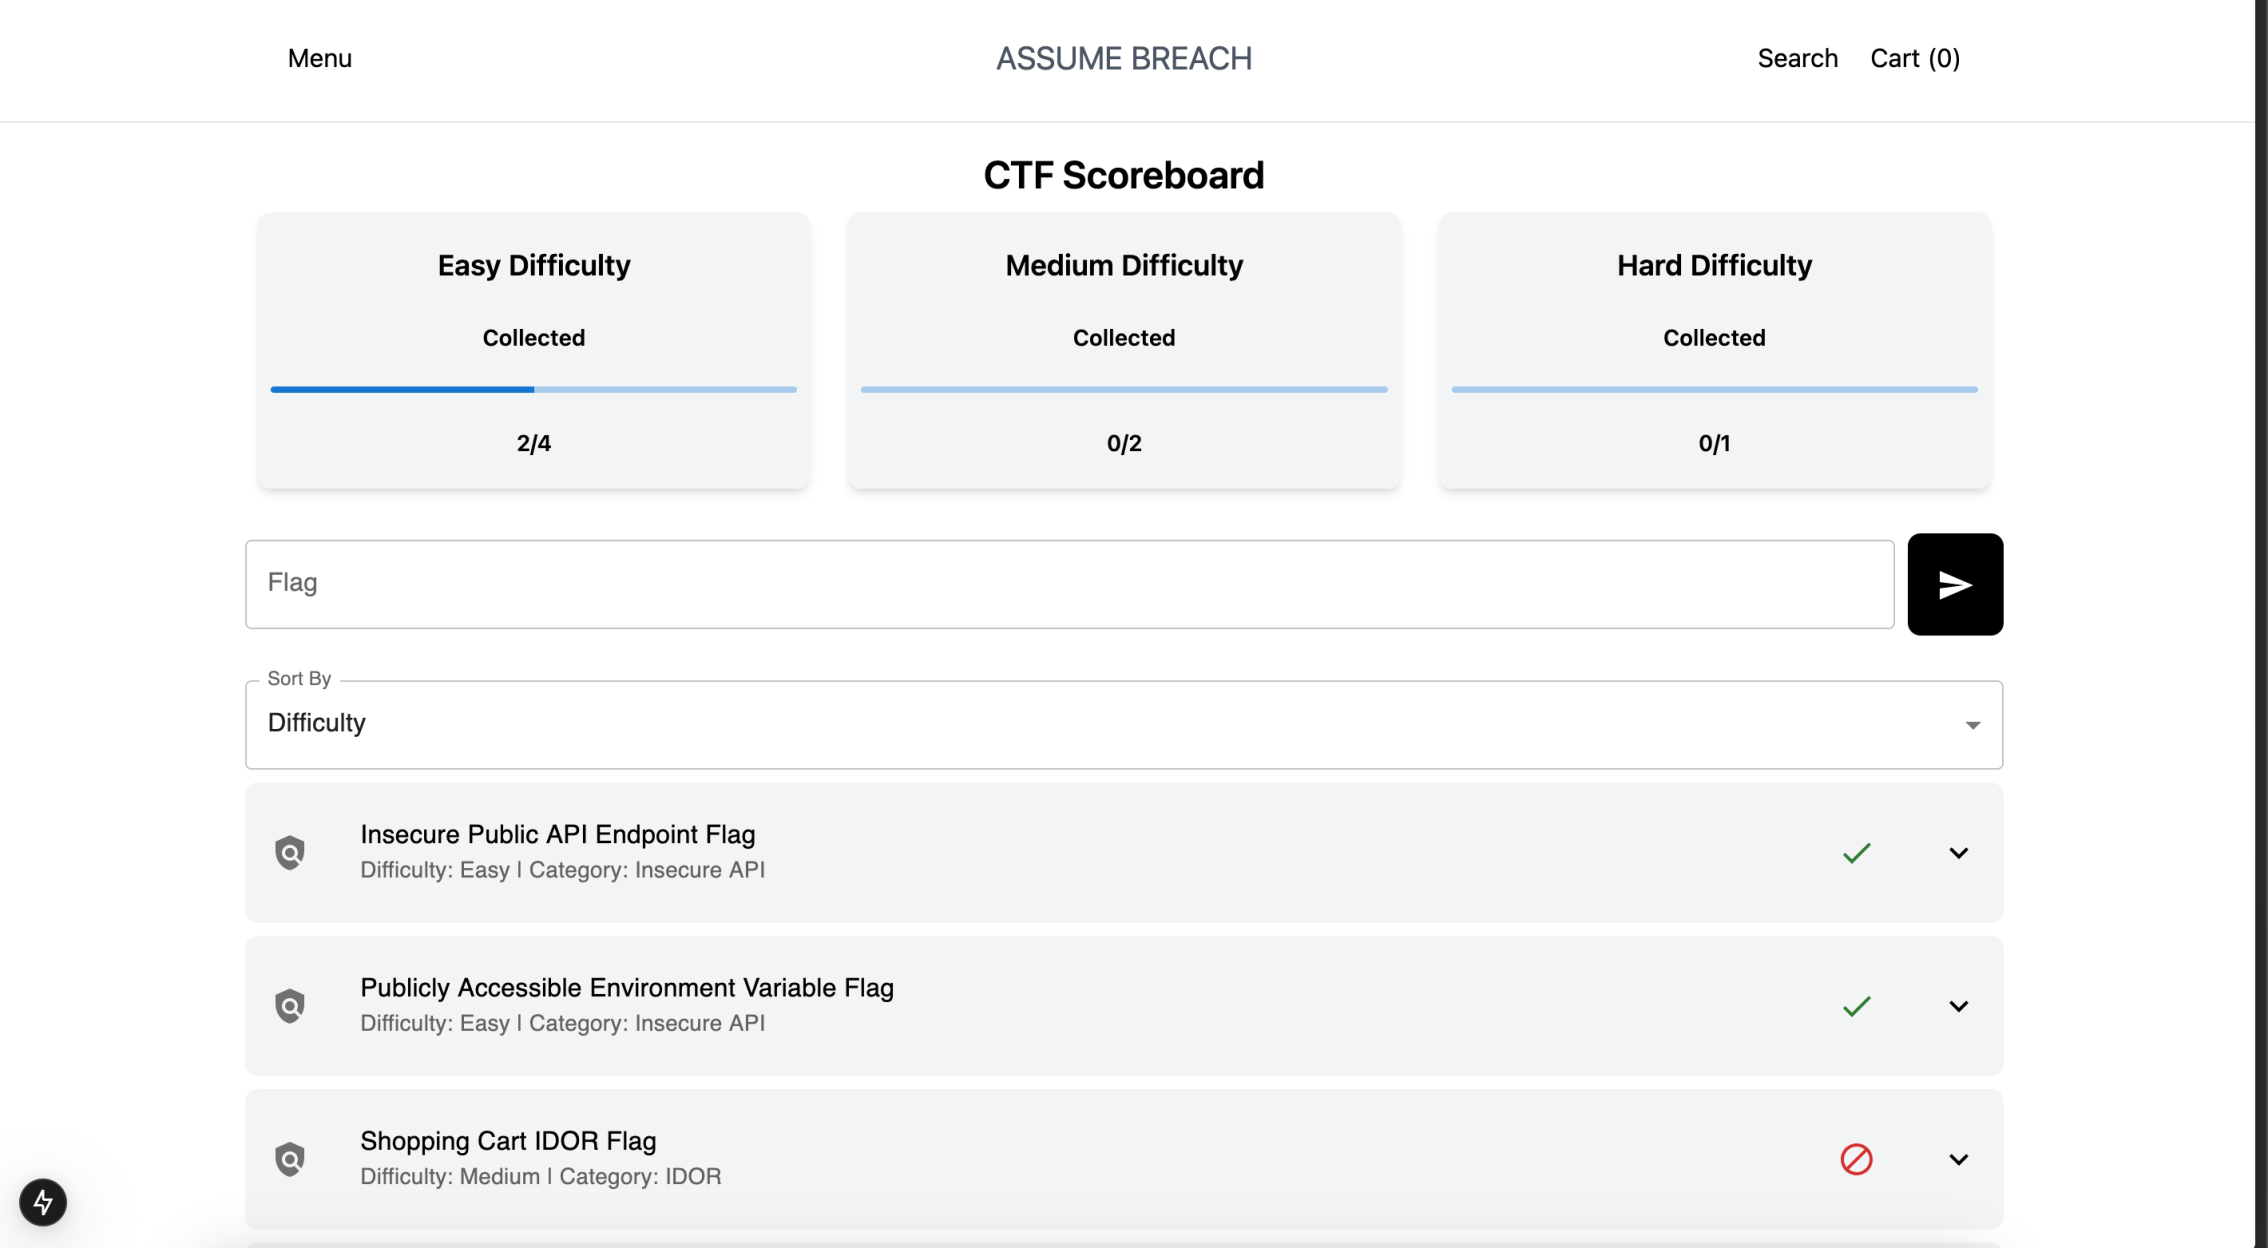 Menu
ASSUME BREACH
Search
Cart (0)
CTF Scoreboard
Easy Difficulty
Collected
2/4
Medium Difficulty
Collected
0/2
Hard Difficulty
Collected
0/1
Flag
Sort By
Difficulty
Insecure Public API Endpoint Flag
Difficulty: Easy | Category: Insecure API
Publicly Accessible Environment Variable Flag
Difficulty: Easy | Category: Insecure API
Shopping Cart IDOR Flag
Difficulty: Medium | Category: IDOR